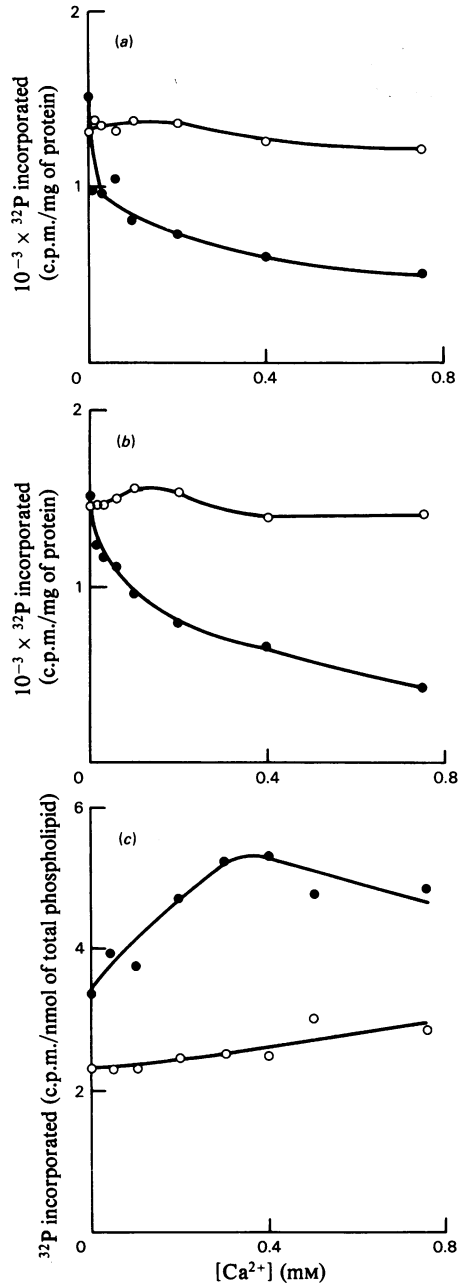 2
(a)
1
10⁻³ × ³²P incorporated
(c.p.m./mg of protein)
0
0.4
0.8
2
(b)
1
10⁻³ × ³²P incorporated
(c.p.m./mg of protein)
0
0.4
0.8
6
(c)
4
2
³²P incorporated (c.p.m./nmol of total phospholipid)
0
0.4
0.8
[Ca²⁺] (mM)